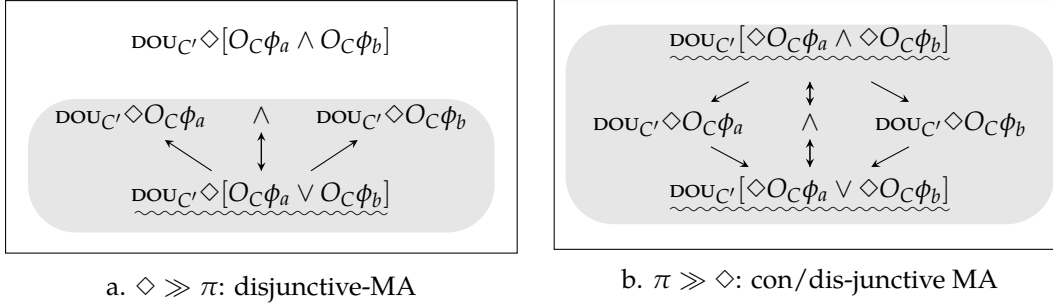 DOU_{C′}◇[O_Cϕ_a ∧ O_Cϕ_b]
DOU_{C′}◇O_Cϕ_a ∧ DOU_{C′}◇O_Cϕ_b
DOU_{C′}◇[O_Cϕ_a ∨ O_Cϕ_b]
a. ◇ ≫ π: disjunctive-MA
DOU_{C′}[◇O_Cϕ_a ∧ ◇O_Cϕ_b]
DOU_{C′}◇O_Cϕ_a ∧ DOU_{C′}◇O_Cϕ_b
DOU_{C′}[◇O_Cϕ_a ∨ ◇O_Cϕ_b]
b. π ≫ ◇: con/dis-junctive MA